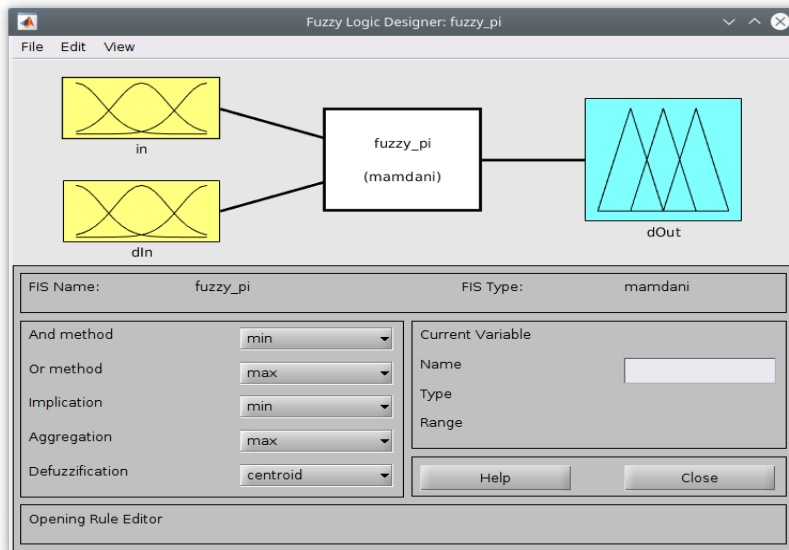 Fuzzy Logic Designer: fuzzy_pi
File Edit View
in
fuzzy_pi
(mamdani)
dIn
dOut
FIS Name: fuzzy_pi FIS Type: mamdani
And method min
Or method max
Implication min
Aggregation max
Defuzzification centroid
Current Variable
Name
Type
Range
Help Close
Opening Rule Editor